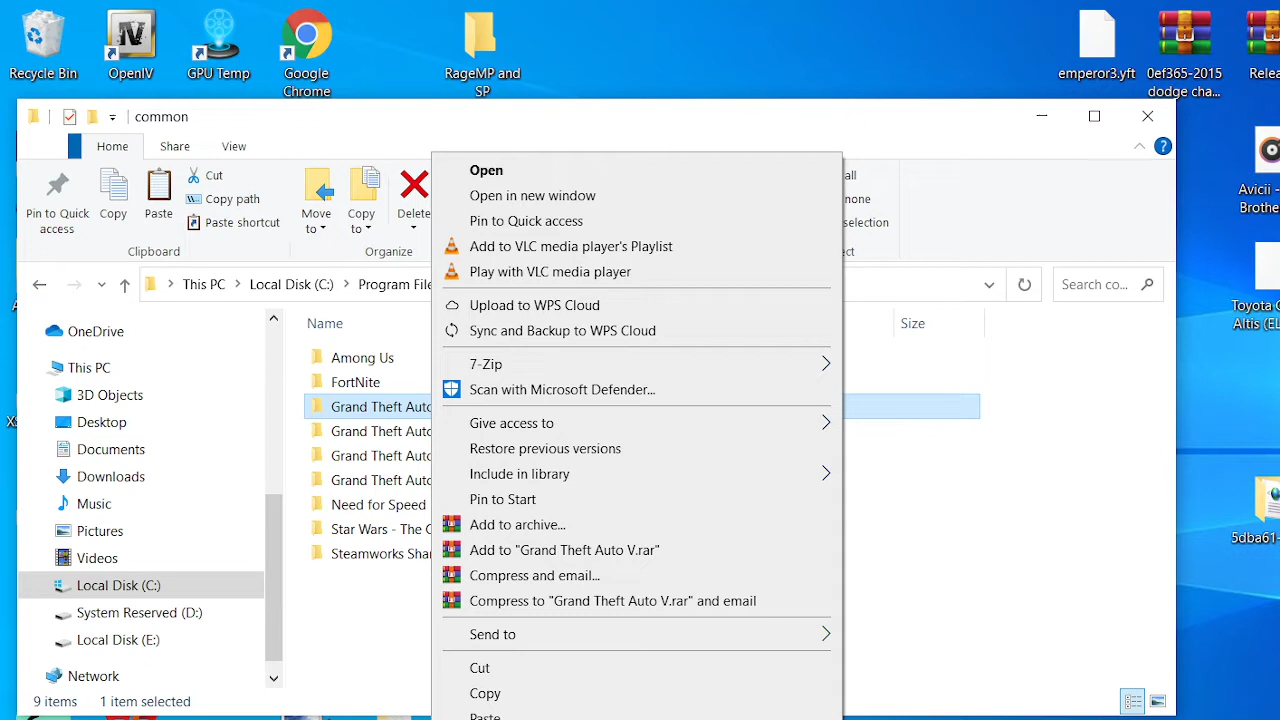 Recycle Bin
OpenIV
GPU Temp
Google
Chrome
RageMP and
SP
emperor3.yft
0ef365-2015
dodge cha...
Relea
common
Home
Share
View
Pin to Quick
access
Copy
Paste
Cut
Copy path
Paste shortcut
Clipboard
Move
to
Copy
to
Delete
Organize
all
none
election
ect
This PC
Local Disk (C:)
Program File
Search co...
OneDrive
This PC
3D Objects
Desktop
Documents
Downloads
Music
Pictures
Videos
Local Disk (C:)
System Reserved (D:)
Local Disk (E:)
Network
Name
Size
Among Us
FortNite
Grand Theft Auto
Grand Theft Auto
Grand Theft Auto
Grand Theft Auto
Need for Speed
Star Wars - The
Steamworks Sha
Open
Open in new window
Pin to Quick access
Add to VLC media player's Playlist
Play with VLC media player
Upload to WPS Cloud
Sync and Backup to WPS Cloud
7-Zip
Scan with Microsoft Defender...
Give access to
Restore previous versions
Include in library
Pin to Start
Add to archive...
Add to "Grand Theft Auto V.rar"
Compress and email...
Compress to "Grand Theft Auto V.rar" and email
Send to
Cut
Copy
Paste
9 items
1 item selected
Avicii -
Brothe
Toyota
Altis (EL
5dba61-